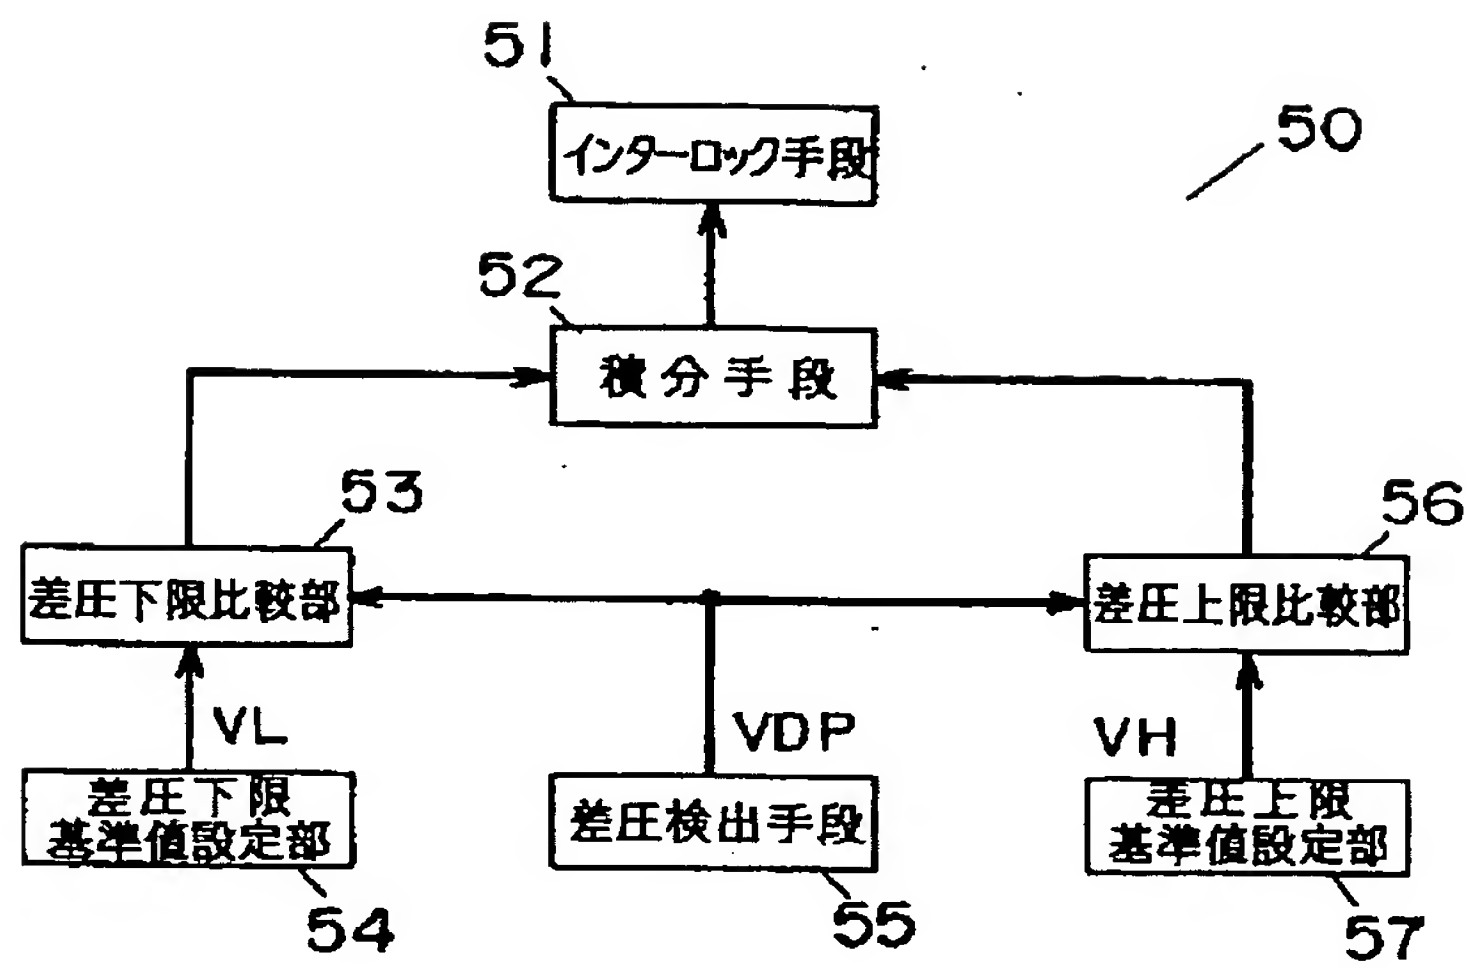 51
インターロック手段
50
52
積分手段
53
差圧下限比較部
56
差圧上限比較部
VL
VDP
VH
差圧下限
基準値設定部
54
差圧検出手段
55
差圧上限
基準値設定部
57